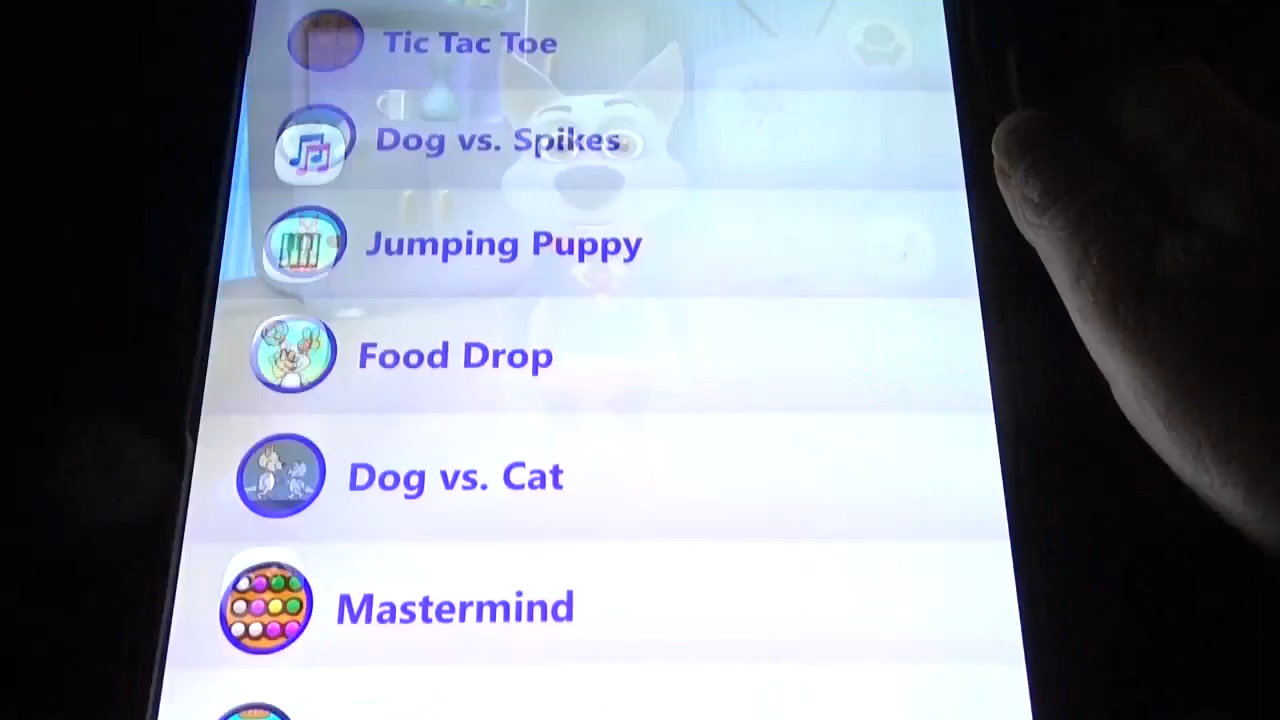 Tic Tac Toe
Dog vs. Spikes
Jumping Puppy
Food Drop
Dog vs. Cat
Mastermind